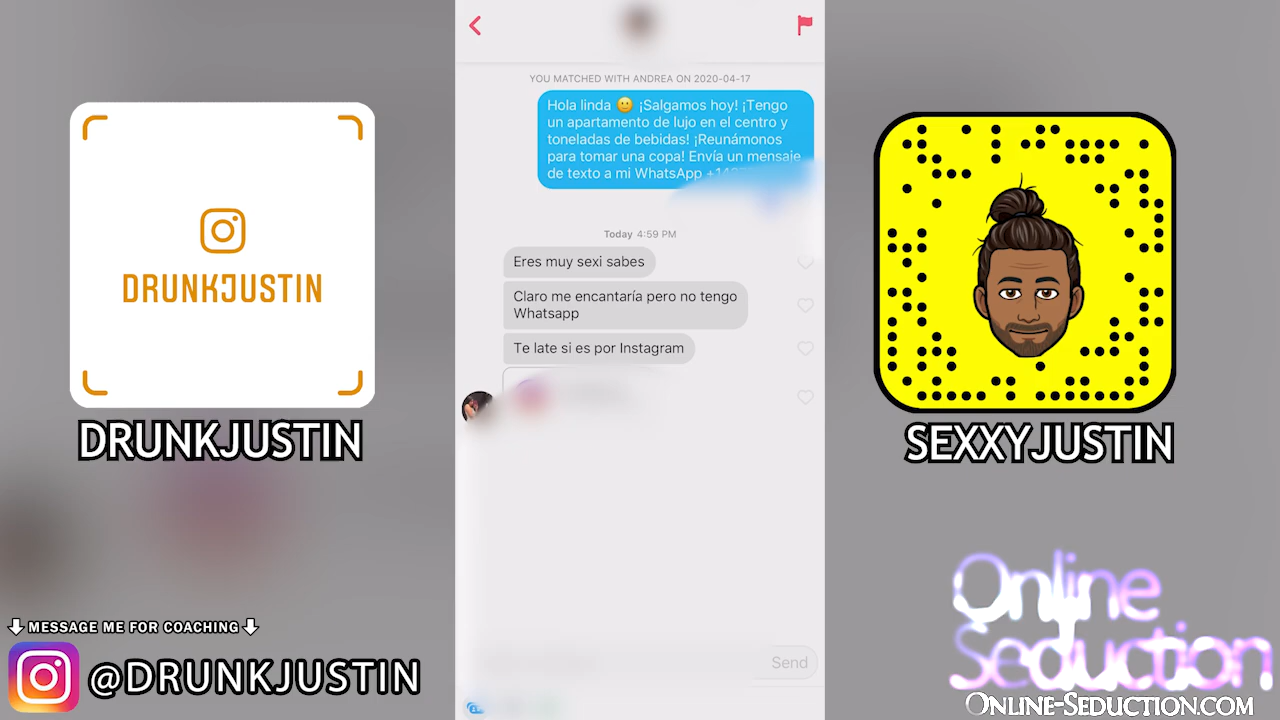 YOU MATCHED WITH ANDREA ON 2020-04-17
Hola linda 🙂 ¡Salgamos hoy! ¡Tengo
un apartamento de lujo en el centro y
toneladas de bebidas! ¡Reunámonos
para tomar una copa! Envía un mensaje
de texto a mi WhatsApp
Today 4:59 PM
Eres muy sexi sabes
Claro me encantaría pero no tengo
Whatsapp
Te late si es por Instagram
Send
DRUNKJUSTIN
DRUNKJUSTIN
MESSAGE ME FOR COACHING
@DRUNKJUSTIN
SEXXYJUSTIN
Online
Seduction
ONLINE-SEDUCTION.COM